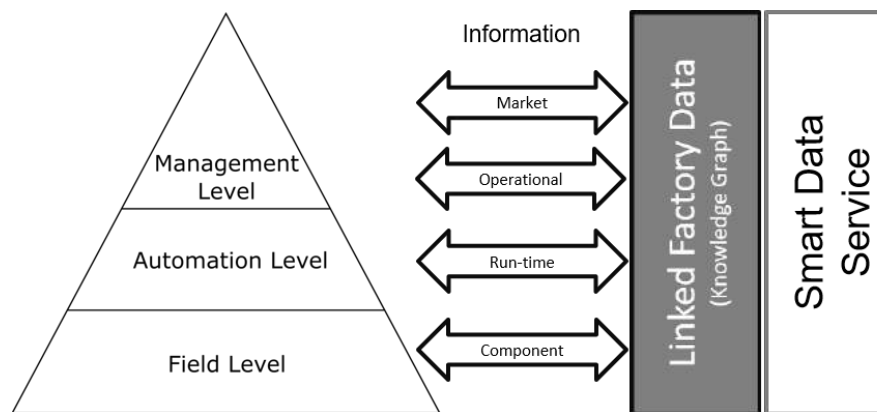 Information
Management
Level
Automation Level
Field Level
Market
Operational
Run-time
Component
Linked Factory Data
(Knowledge Graph)
Smart Data
Service